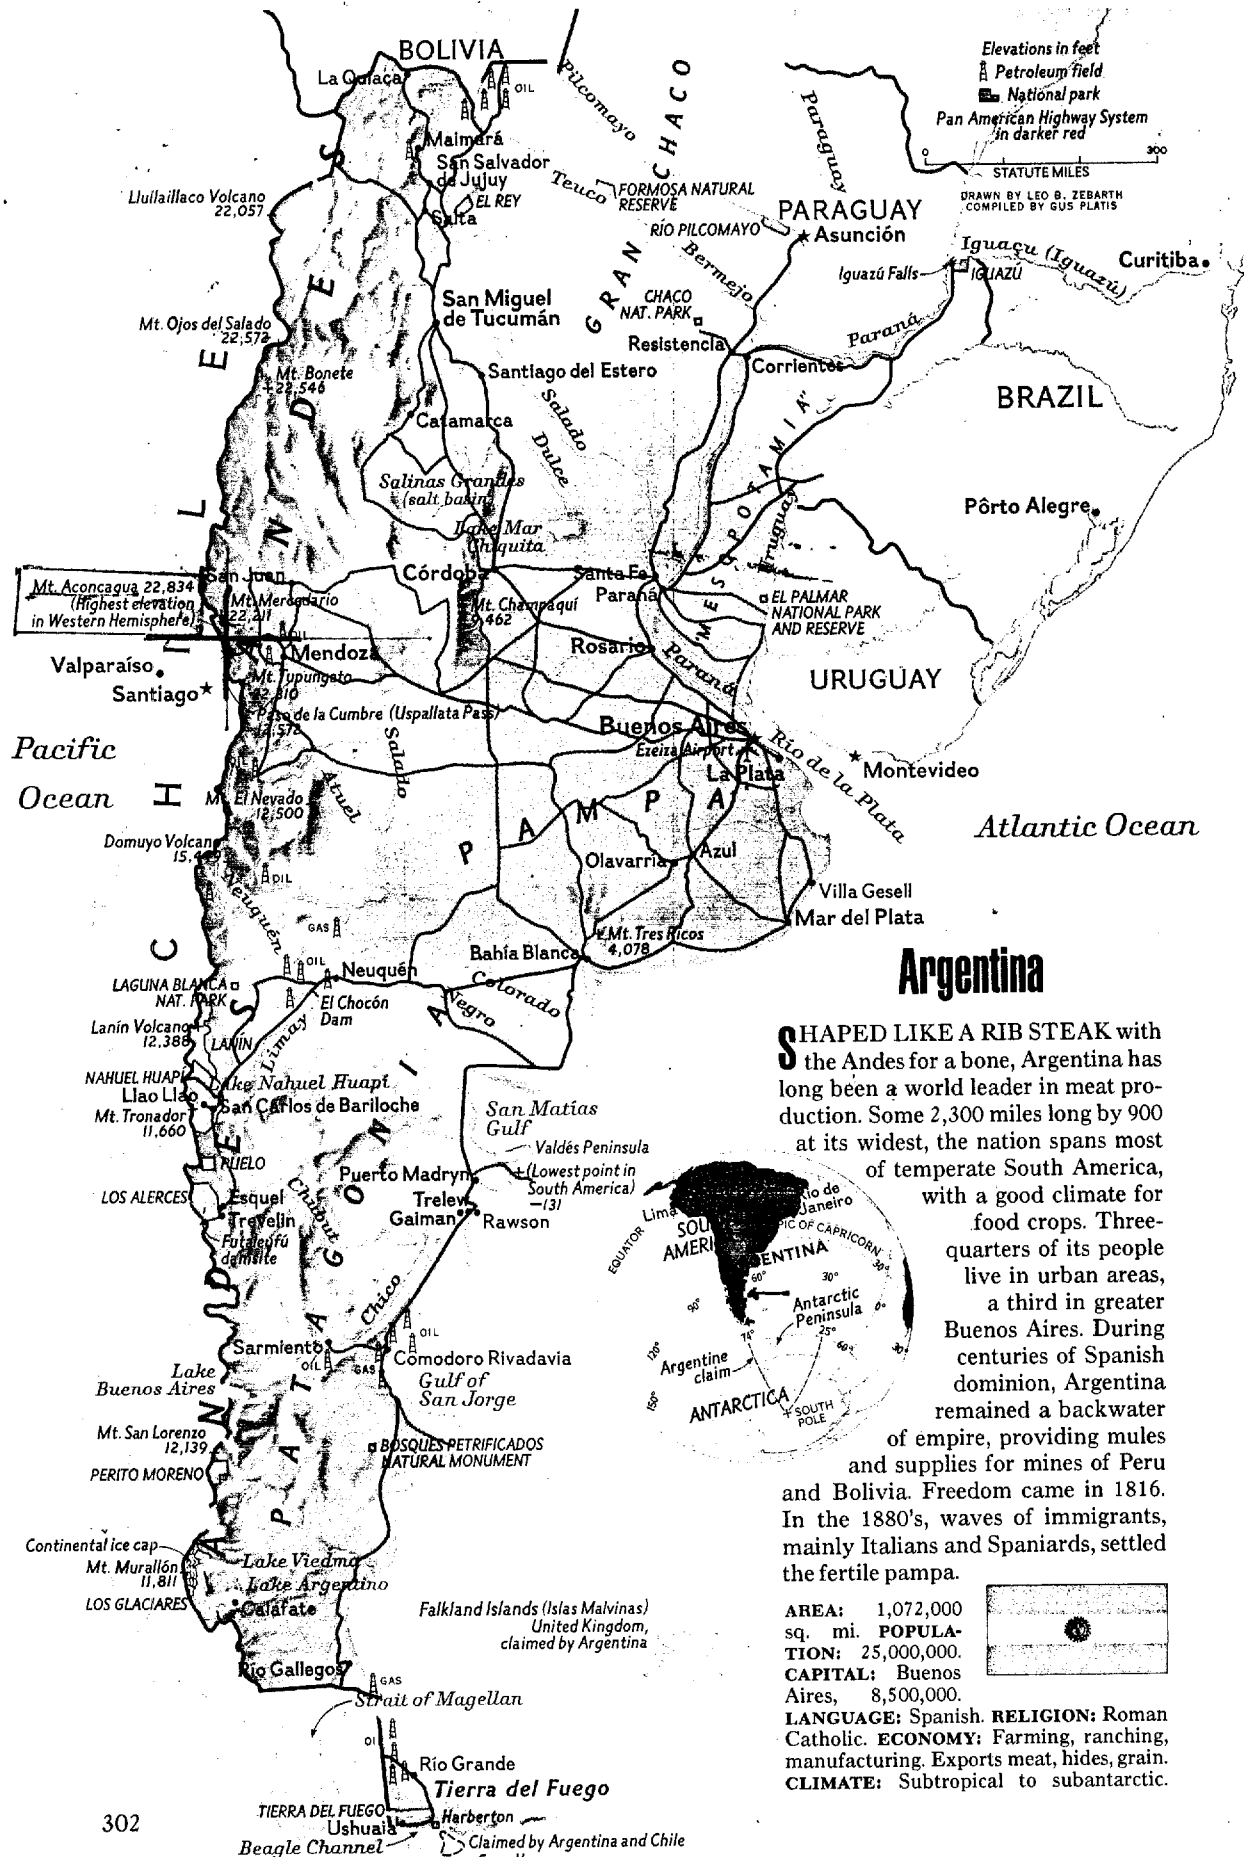 BOLIVIA
La Quiaca
OIL
Pilcomayo
GRAN CHACO
Paraguay
Elevations in feet
Petroleum field
National park
Pan American Highway System
in darker red
0 300
STATUTE MILES
DRAWN BY LEO B. ZEBARTH
COMPILED BY GUS PLATIS
Maimará
San Salvador
de Jujuy
EL REY
Salta
Teuco
FORMOSA NATURAL
RESERVE
RÍO PILCOMAYO
PARAGUAY
Asunción
Llullaillaco Volcano
22,057
Bermejo
Iguaçu (Iguazú)
Iguazú Falls
IGUAZÚ
Curitiba
San Miguel
de Tucumán
CHACO
NAT. PARK
Resistencia
Corrientes
Paraná
Mt. Ojos del Salado
22,572
Mt. Bonete
22,546
Santiago del Estero
BRAZIL
Catamarca
Salado
Dulce
"MESOPOTAMIA"
Salinas Grandes
(salt basin)
Lake Mar
Chiquita
Uruguay
Pôrto Alegre
CHILE
ANDES
Mt. Aconcagua 22,834
(Highest elevation
in Western Hemisphere)
San Juan
Mt. Mercedario
22,211
OIL
Córdoba
Mt. Champaquí
9,462
Santa Fe
Paraná
EL PALMAR
NATIONAL PARK
AND RESERVE
Rosario
Paraná
URUGUAY
Valparaíso
Santiago
Mendoza
Mt. Tupungato
22,310
Paso de la Cumbre (Uspallata Pass)
12,572
Buenos Aires
Ezeiza Airport
La Plata
Río de la Plata
Montevideo
Pacific
Ocean
Atlantic Ocean
Salado
Atuel
OIL
Mt. El Nevado
12,500
Domuyo Volcano
PAMPA
Olavarría
Azul
Villa Gesell
Mar del Plata
OIL
Neuquén
GAS
Mt. Tres Picos
4,078
Bahía Blanca
OIL
Neuquén
LAGUNA BLANCA
NAT. PARK
El Chocón
Dam
Colorado
Negro
Lanín Volcano
12,388
LANÍN
Limay
NAHUEL HUAPÍ
Lake Nahuel Huapí
Llao Llao
San Carlos de Bariloche
Mt. Tronador
11,660
PUELO
San Matías
Gulf
Valdés Peninsula
(Lowest point in
South America)
—131
Puerto Madryn
Trelew
Gaiman
Rawson
LOS ALERCES
Esquel
Trevelin
Futaleufú
damsite
Chubut
PATAGONIA
Chico
Sarmiento
OIL
GAS
OIL
Comodoro Rivadavia
Gulf of
San Jorge
Lake
Buenos Aires
ANDES
Mt. San Lorenzo
12,139
PERITO MORENO
BOSQUES PETRIFICADOS
NATURAL MONUMENT
Continental ice cap
Mt. Murallón
11,811
LOS GLACIARES
Lake Viedma
Lake Argentino
Calafate
Falkland Islands (Islas Malvinas)
United Kingdom,
claimed by Argentina
Río Gallegos
GAS
Strait of Magellan
Río Grande
Tierra del Fuego
TIERRA DEL FUEGO
Ushuaia
Harberton
Beagle Channel
Claimed by Argentina and Chile
302
Argentina
SHAPED LIKE A RIB STEAK with
the Andes for a bone, Argentina has
long been a world leader in meat pro-
duction. Some 2,300 miles long by 900
at its widest, the nation spans most
of temperate South America,
with a good climate for
food crops. Three-
quarters of its people
live in urban areas,
a third in greater
Buenos Aires. During
centuries of Spanish
dominion, Argentina
remained a backwater
of empire, providing mules
and supplies for mines of Peru
and Bolivia. Freedom came in 1816.
In the 1880's, waves of immigrants,
mainly Italians and Spaniards, settled
the fertile pampa.
EQUATOR
Lima
Rio de
Janeiro
TROPIC OF CAPRICORN
ARGENTINA
60°
30°
30°
90°
Antarctic
Peninsula
0°
74°
25°
60°
30°
120°
Argentine
claim
150°
ANTARCTICA
SOUTH
POLE
AREA: 1,072,000
sq. mi. POPULA-
TION: 25,000,000.
CAPITAL: Buenos
Aires, 8,500,000.
LANGUAGE: Spanish. RELIGION: Roman
Catholic. ECONOMY: Farming, ranching,
manufacturing. Exports meat, hides, grain.
CLIMATE: Subtropical to subantarctic.